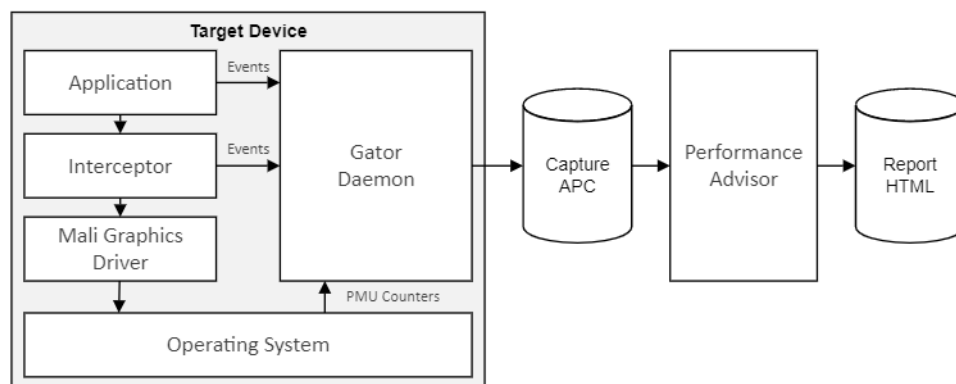 Target Device
Application
Events
Interceptor
Events
Mali Graphics
Driver
Gator
Daemon
PMU Counters
Operating System
Capture
APC
Performance
Advisor
Report
HTML